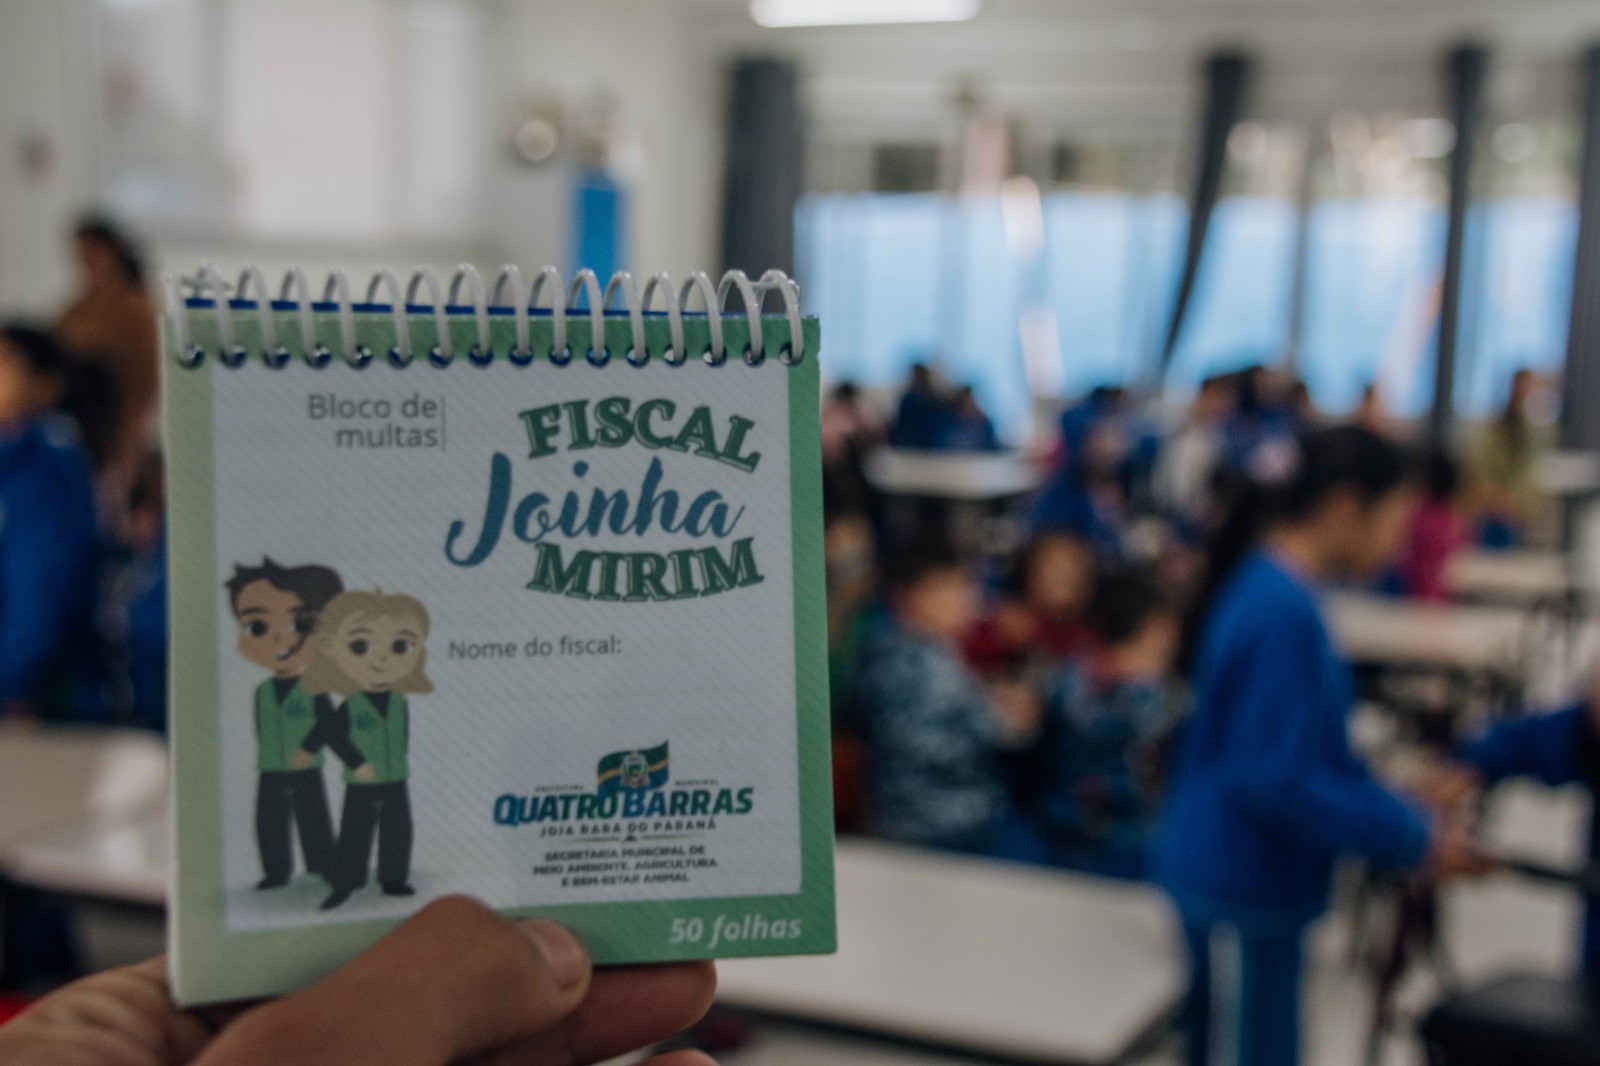 Bloco de
multas
FISCAL
Joinha
MIRIM
Nome do fiscal:
PREFEITURA MUNICIPAL
QUATRO BARRAS
JOIA RARA DO PARANÁ
SECRETARIA MUNICIPAL DE
MEIO AMBIENTE, AGRICULTURA
E BEM-ESTAR ANIMAL
50 folhas